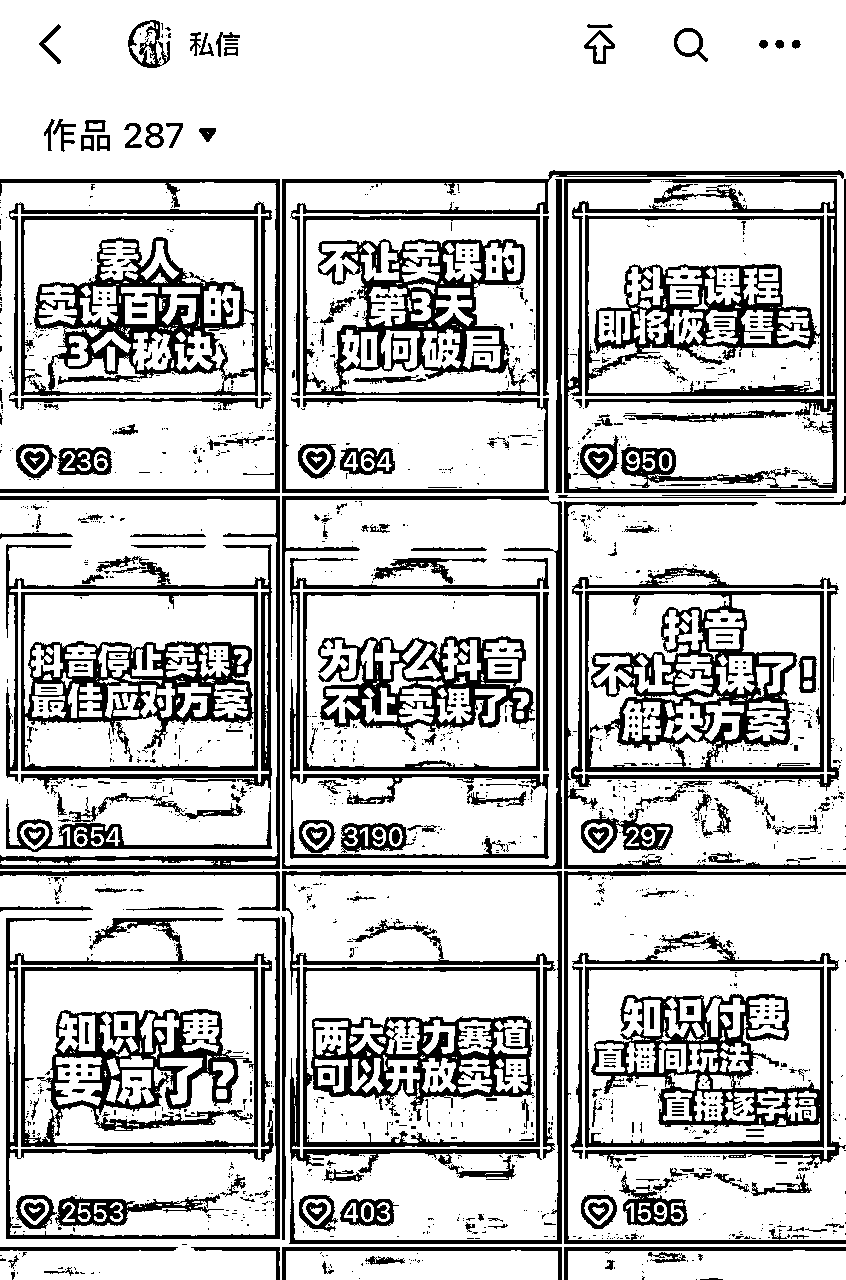 私信
作品 287
素人
卖课百万的
3个秘诀
236
不让卖课的
第3天
如何破局
464
抖音课程
即将恢复售卖
950
抖音停止卖课?
最佳应对方案
1654
为什么抖音
不让卖课了?
3190
抖音
不让卖课了!
解决方案
297
知识付费
要凉了?
2553
两大潜力赛道
可以开放卖课
403
知识付费
直播间玩法
直播逐字稿
1595